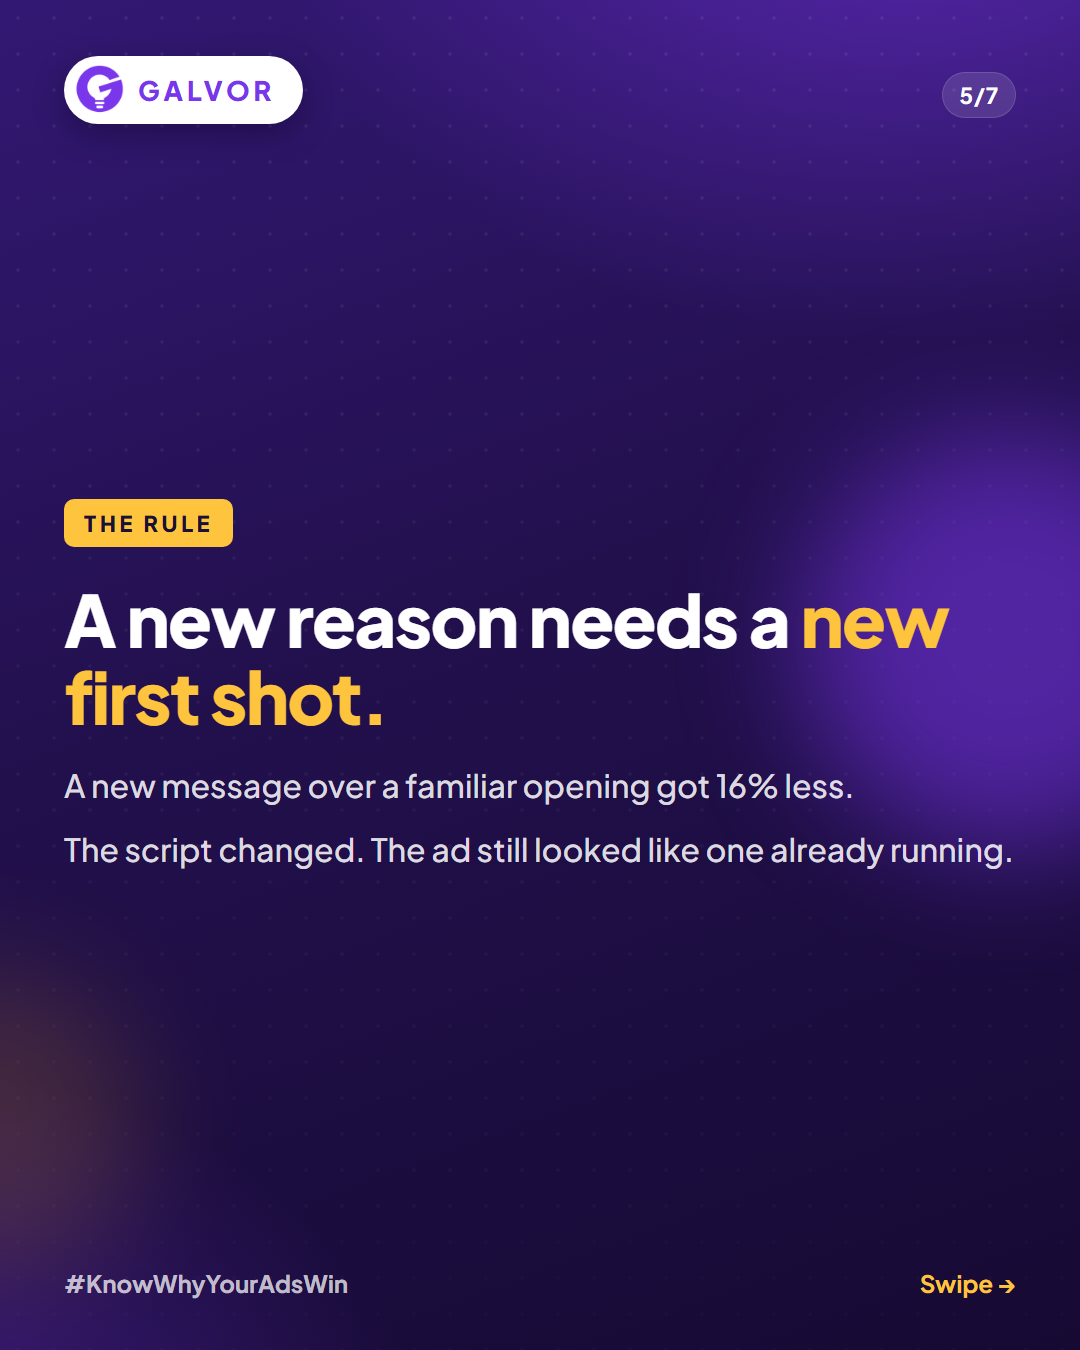 GALVOR
5/7
THE RULE
A new reason needs a new
first shot.
A new message over a familiar opening got 16% less.
The script changed. The ad still looked like one already running.
#KnowWhyYourAdsWin
Swipe →